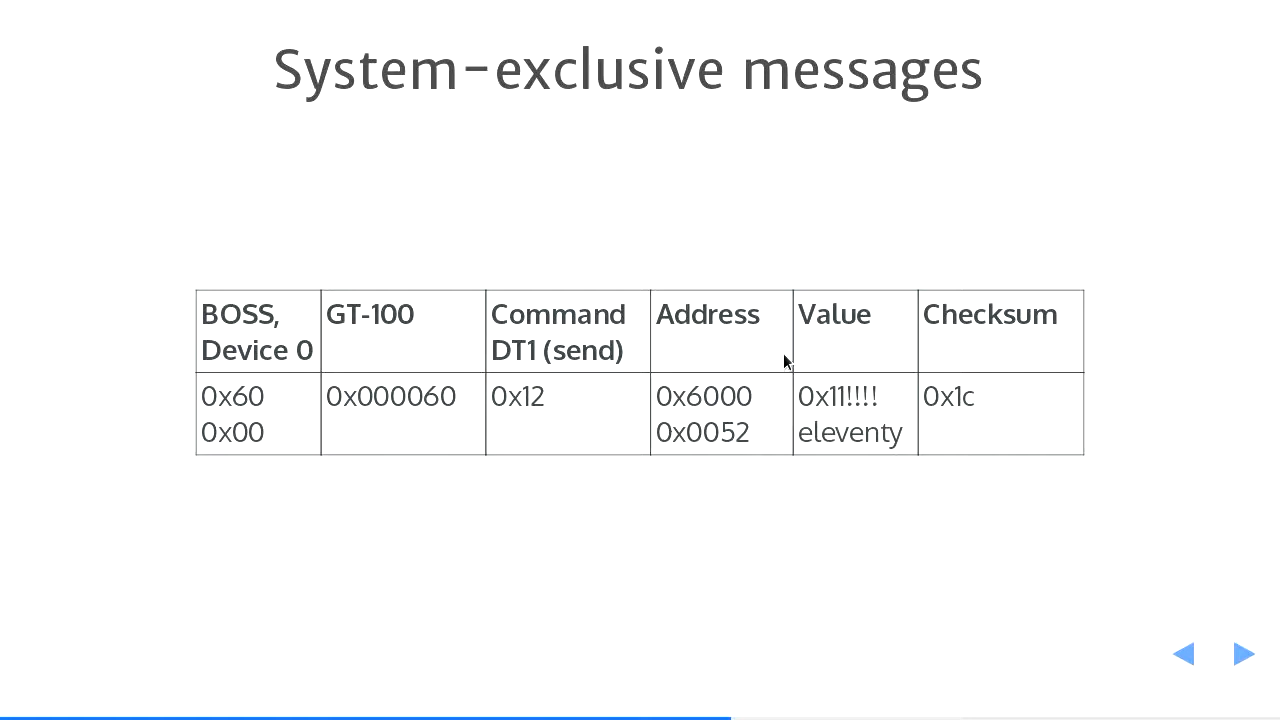 System-exclusive messages
BOSS,
Device 0
GT-100
Command
DT1 (send)
Address
Value
Checksum
0x60
0x00
0x000060
0x12
0x6000
0x0052
0x11!!!!
eleventy
0x1c